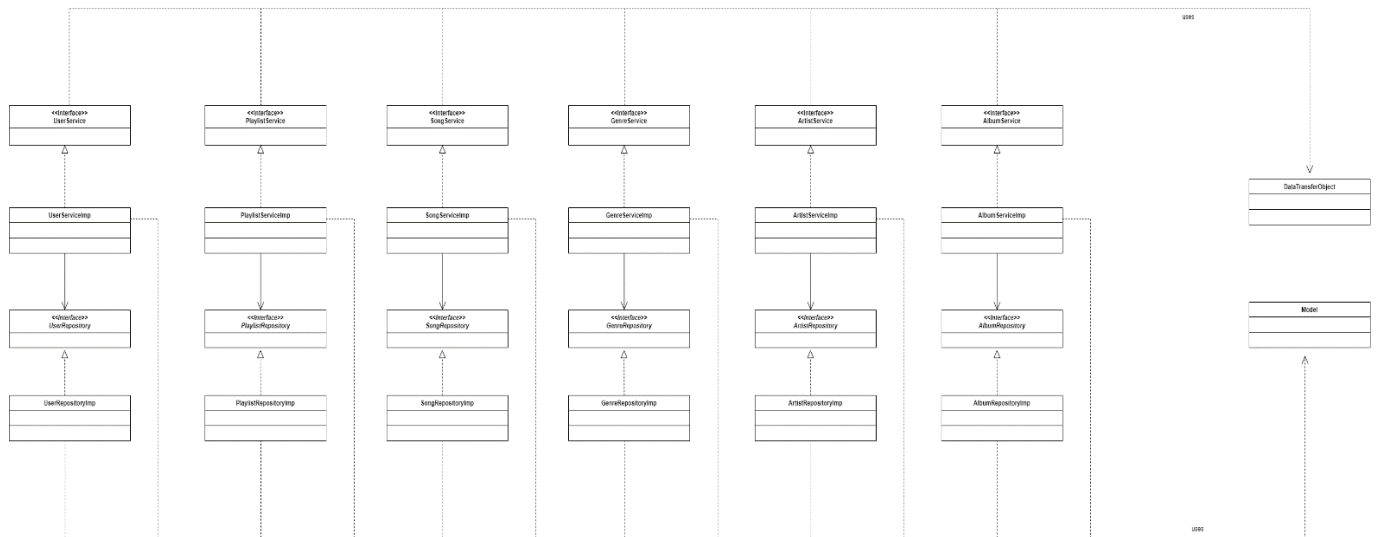 uses
<<Interface>>
UserService
<<Interface>>
PlaylistService
<<Interface>>
SongService
<<Interface>>
GenreService
<<Interface>>
ArtistService
<<Interface>>
AlbumService
DataTransferObject
UserServiceImp
PlaylistServiceImp
SongServiceImp
GenreServiceImp
ArtistServiceImp
AlbumServiceImp
<<Interface>>
UserRepository
<<Interface>>
PlaylistRepository
<<Interface>>
SongRepository
<<Interface>>
GenreRepository
<<Interface>>
ArtistRepository
<<Interface>>
AlbumRepository
Model
UserRepositoryImp
PlaylistRepositoryImp
SongRepositoryImp
GenreRepositoryImp
ArtistRepositoryImp
AlbumRepositoryImp
uses